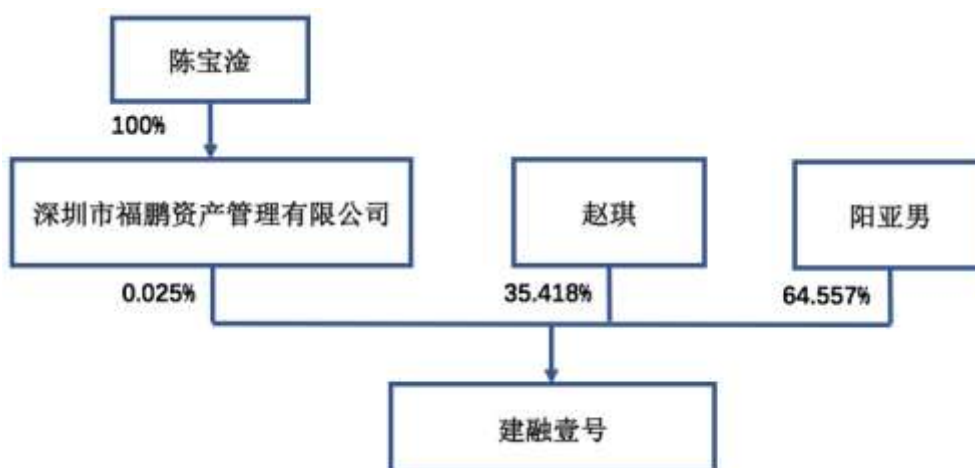 陈宝淦
100%
深圳市福鹏资产管理有限公司
赵琪
阳亚男
0.025%
35.418%
64.557%
建融壹号